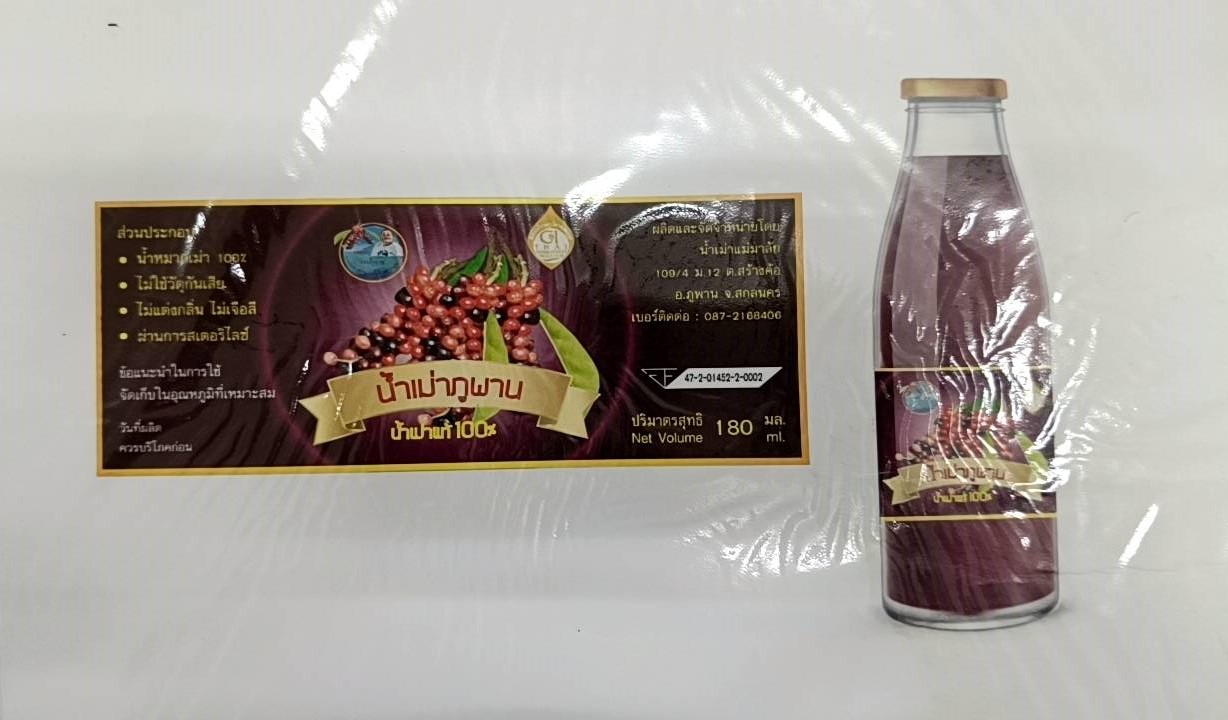 ส่วนประกอบ
● น้ำหมากเม่า 100%
● ไม่ใช้วัตถุกันเสีย
● ไม่แต่งกลิ่น ไม่เจือสี
● ผ่านการสเตอริไลซ์
ข้อแนะนำในการใช้
จัดเก็บในอุณหภูมิที่เหมาะสม
วันที่ผลิต
ควรบริโภคก่อน
GI
THAI
น้ำเม่าภูพาน
น้ำเม่าแท้ 100%
ผลิตและจัดจำหน่ายโดย
น้ำเม่าแม่มาลัย
109/4 ม.12 ต.สร้างค้อ
อ.ภูพาน จ.สกลนคร
เบอร์ติดต่อ : 087-2168406
47-2-01452-2-0002
ปริมาตรสุทธิ 180 มล.
Net Volume ml.
น้ำเม่าภูพาน
น้ำเม่าแท้ 100%